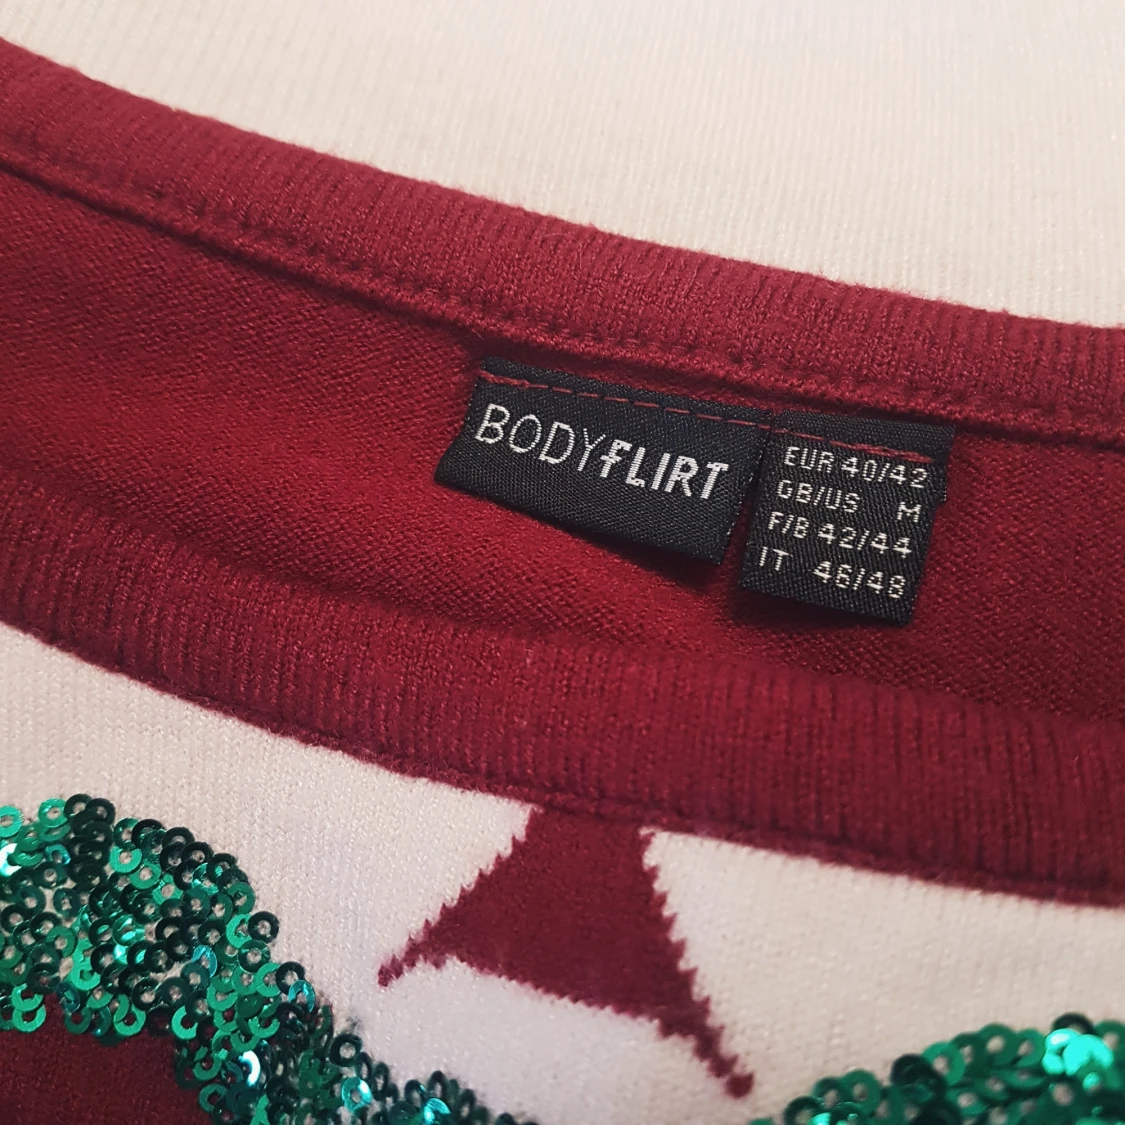 BODYFLIRT
EUR 40/42
GB/US M
F/B 42/44
IT 46/48